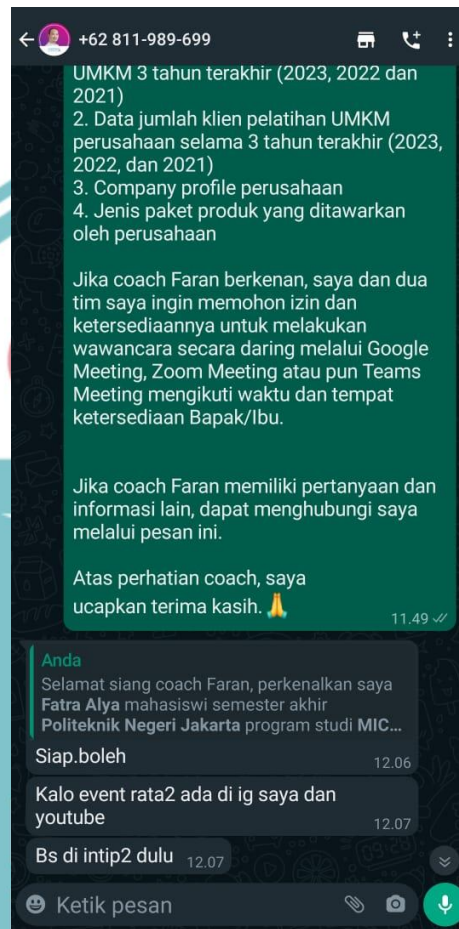 +62 811-989-699
UMKM 3 tahun terakhir (2023, 2022 dan
2021)
2. Data jumlah klien pelatihan UMKM
perusahaan selama 3 tahun terakhir (2023,
2022, dan 2021)
3. Company profile perusahaan
4. Jenis paket produk yang ditawarkan
oleh perusahaan
Jika coach Faran berkenan, saya dan dua
tim saya ingin memohon izin dan
ketersediaannya untuk melakukan
wawancara secara daring melalui Google
Meeting, Zoom Meeting atau pun Teams
Meeting mengikuti waktu dan tempat
ketersediaan Bapak/Ibu.
Jika coach Faran memiliki pertanyaan dan
informasi lain, dapat menghubungi saya
melalui pesan ini.
Atas perhatian coach, saya
ucapkan terima kasih. 🙏
11.49
Anda
Selamat siang coach Faran, perkenalkan saya
Fatra Alya mahasiswi semester akhir
Politeknik Negeri Jakarta program studi MIC...
Siap.boleh
12.06
Kalo event rata2 ada di ig saya dan
youtube
12.07
Bs di intip2 dulu 12.07
Ketik pesan